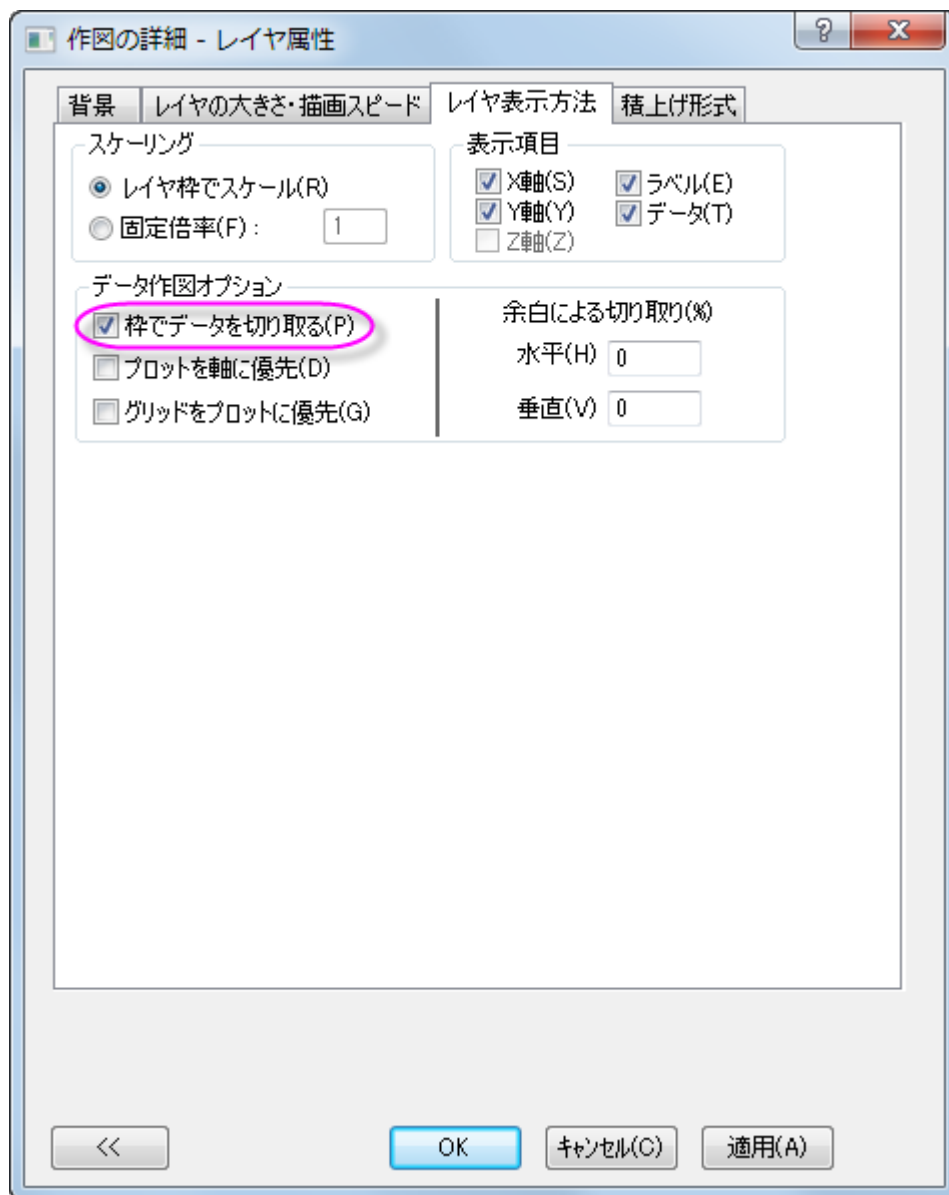 作図の詳細 - レイヤ属性
背景 レイヤの大きさ・描画スピード レイヤ表示方法 積上げ形式
スケーリング
レイヤ枠でスケール(R)
固定倍率(F) : 1
表示項目
X軸(S) ラベル(E)
Y軸(Y) データ(T)
Z軸(Z)
データ作図オプション
枠でデータを切り取る(P)
プロットを軸に優先(D)
グリッドをプロットに優先(G)
余白による切り取り(%)
水平(H) 0
垂直(V) 0
<< OK キャンセル(C) 適用(A)